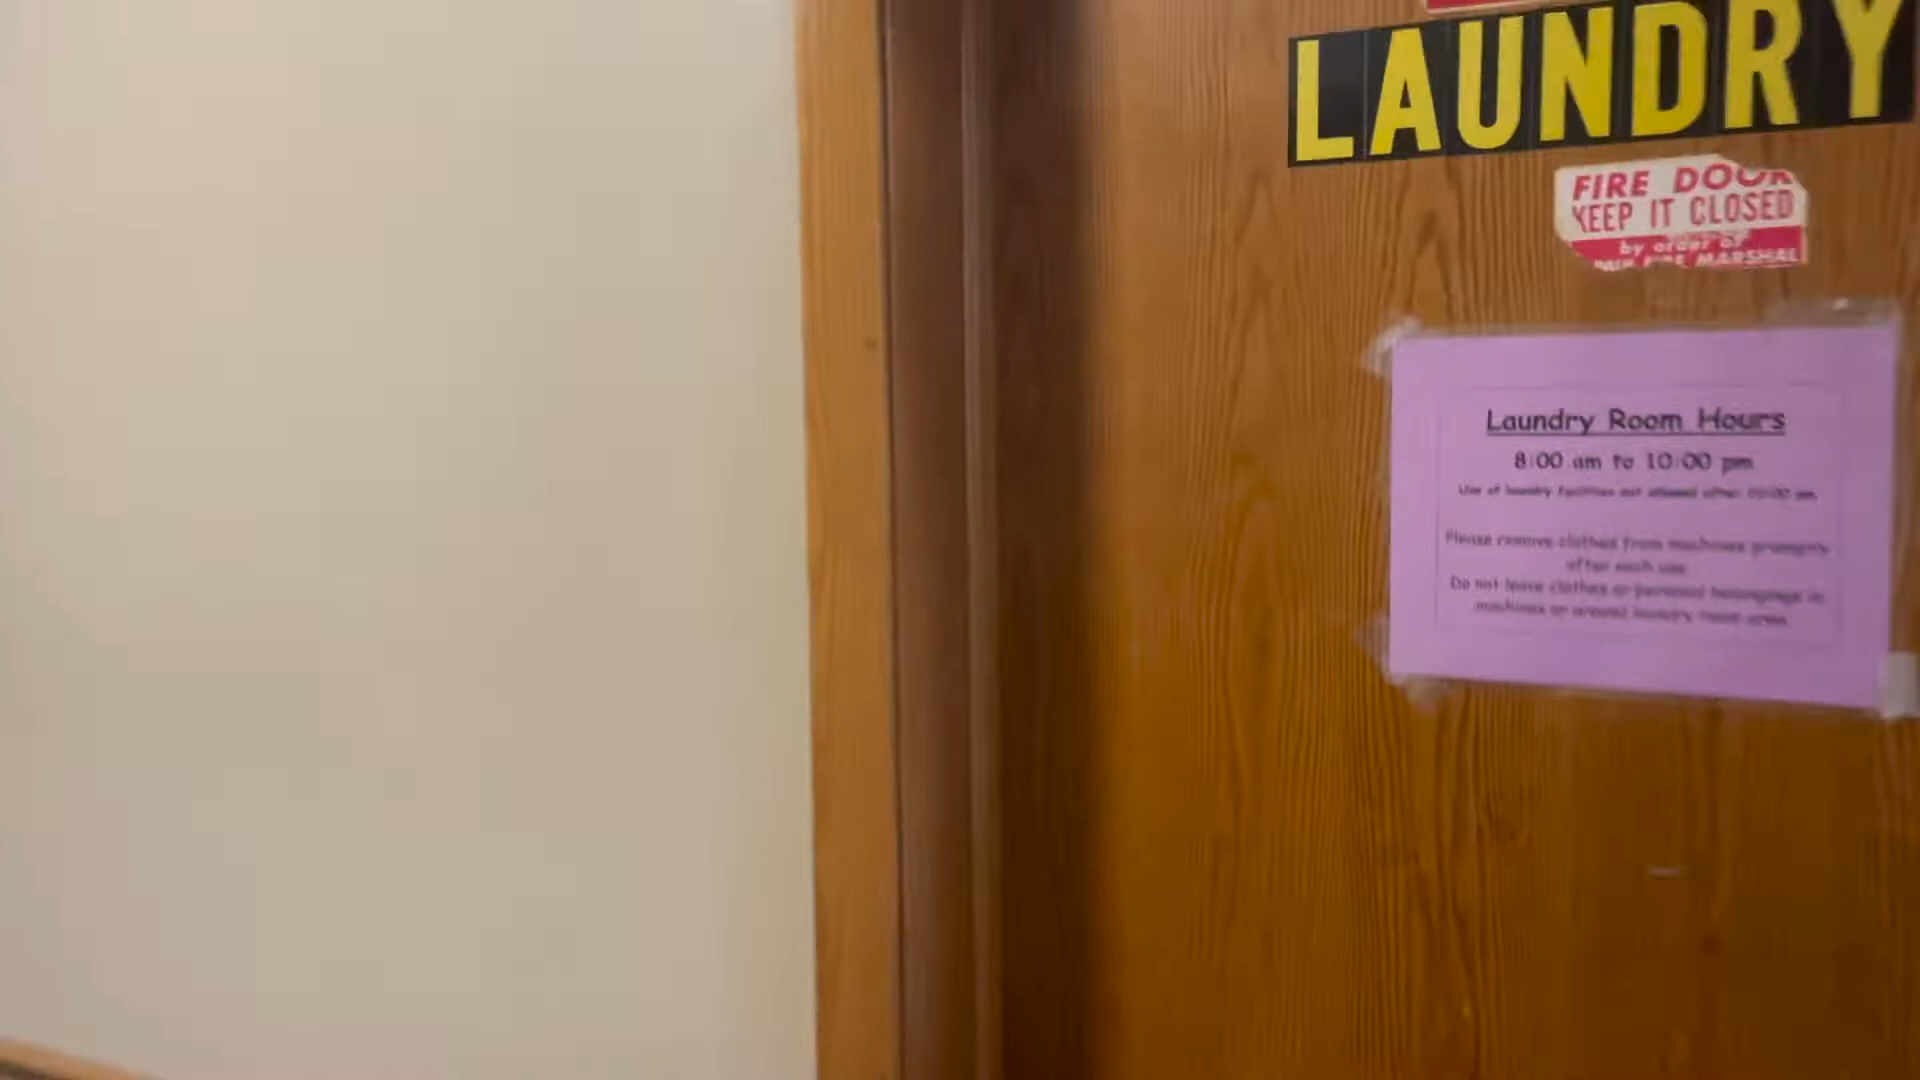 LAUNDRY
FIRE DOOR
KEEP IT CLOSED
by order of
MARSHAL
Laundry Room Hours
8:00 am to 10:00 pm
Use of laundry facilities not allowed after 10:00 pm
Please remove clothes from machines promptly
after each use.
Do not leave clothes or personal belongings in
machines or around laundry room area.